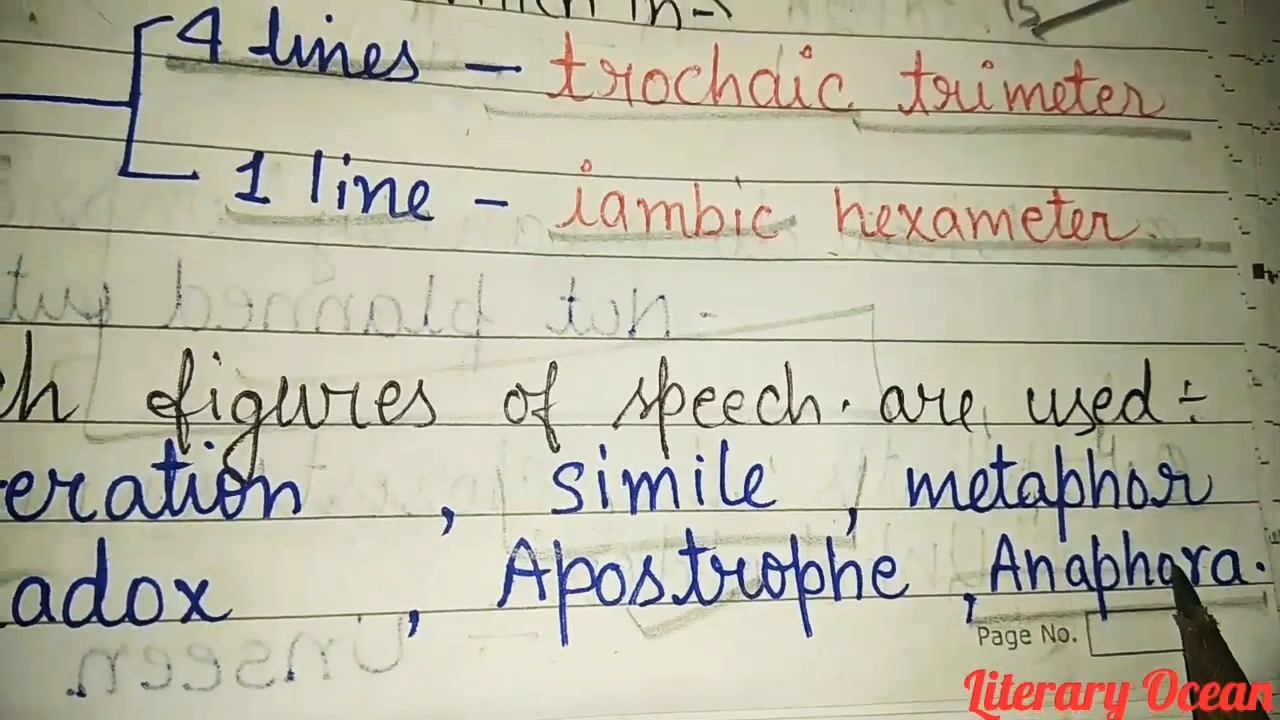 4 lines – trochaic trimeter
1 line – iambic hexameter.
figures of speech. are used :-
eration , simile , metaphor
adox , Apostrophe , Anaphora.
Page No.
Literary Ocean